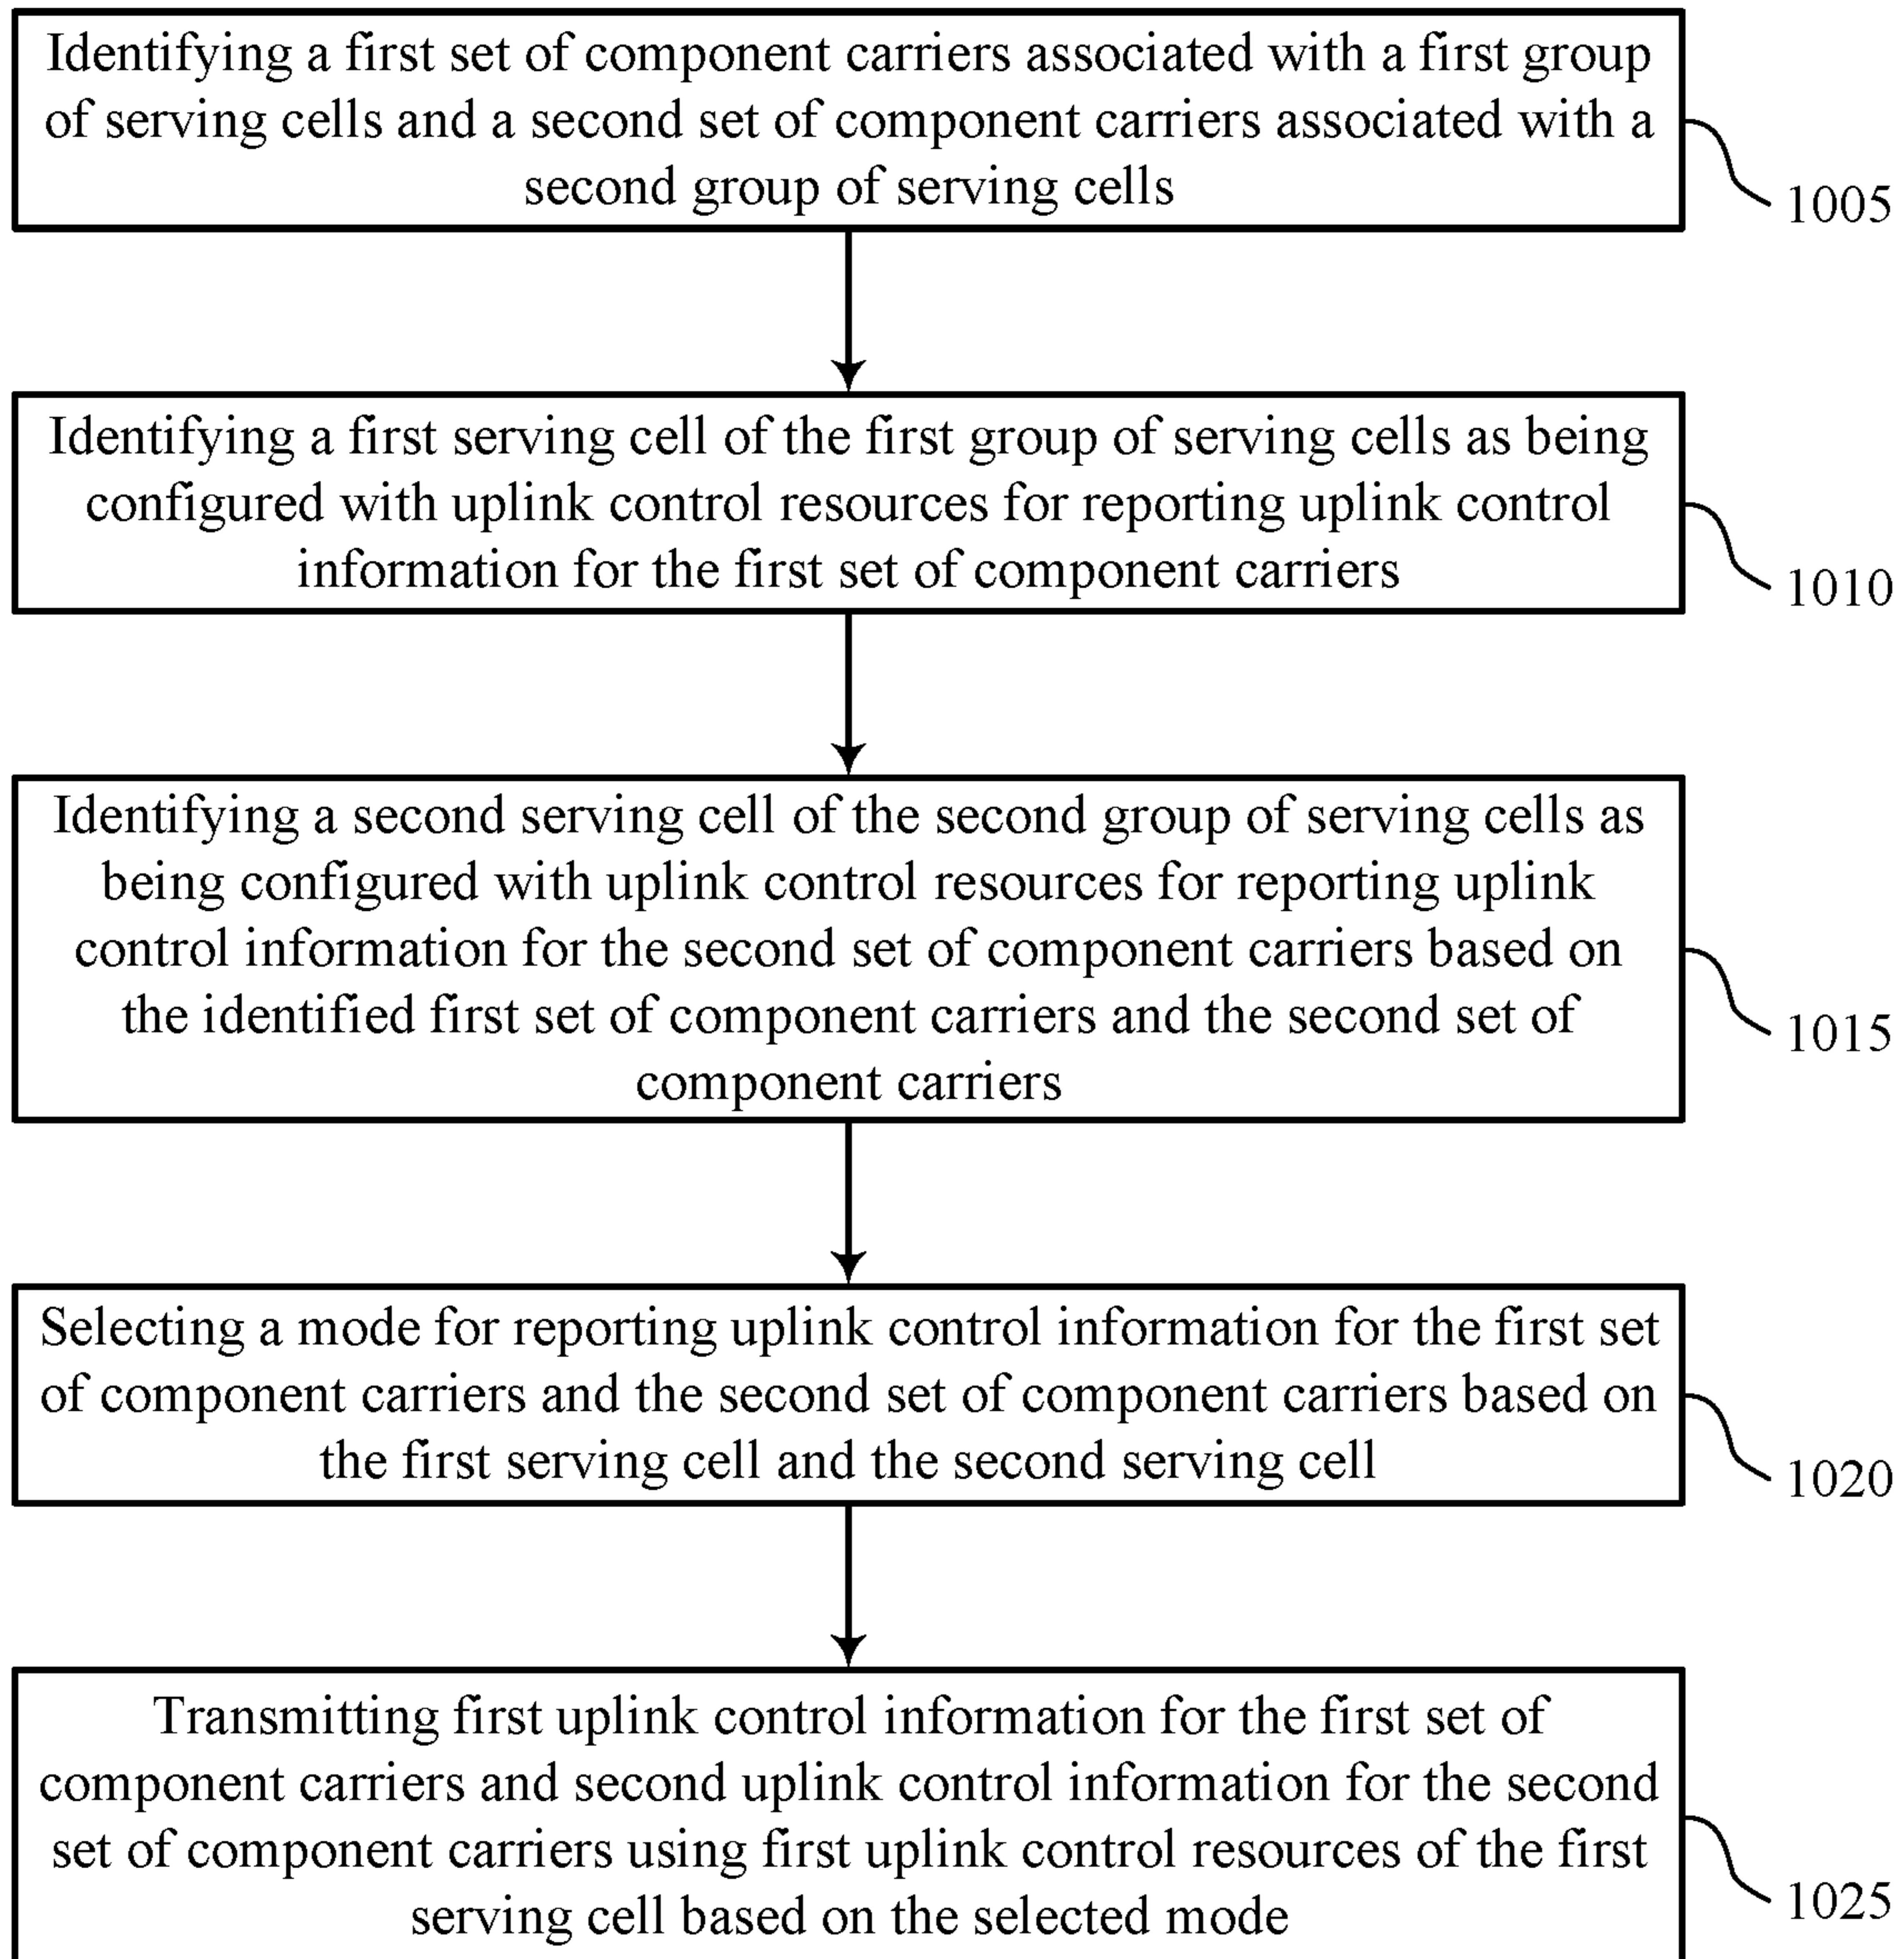 Identifying a first set of component carriers associated with a first group
of serving cells and a second set of component carriers associated with a
second group of serving cells
1005
Identifying a first serving cell of the first group of serving cells as being
configured with uplink control resources for reporting uplink control
information for the first set of component carriers
1010
Identifying a second serving cell of the second group of serving cells as
being configured with uplink control resources for reporting uplink
control information for the second set of component carriers based on
the identified first set of component carriers and the second set of
component carriers
1015
Selecting a mode for reporting uplink control information for the first set
of component carriers and the second set of component carriers based on
the first serving cell and the second serving cell
1020
Transmitting first uplink control information for the first set of
component carriers and second uplink control information for the second
set of component carriers using first uplink control resources of the first
serving cell based on the selected mode
1025